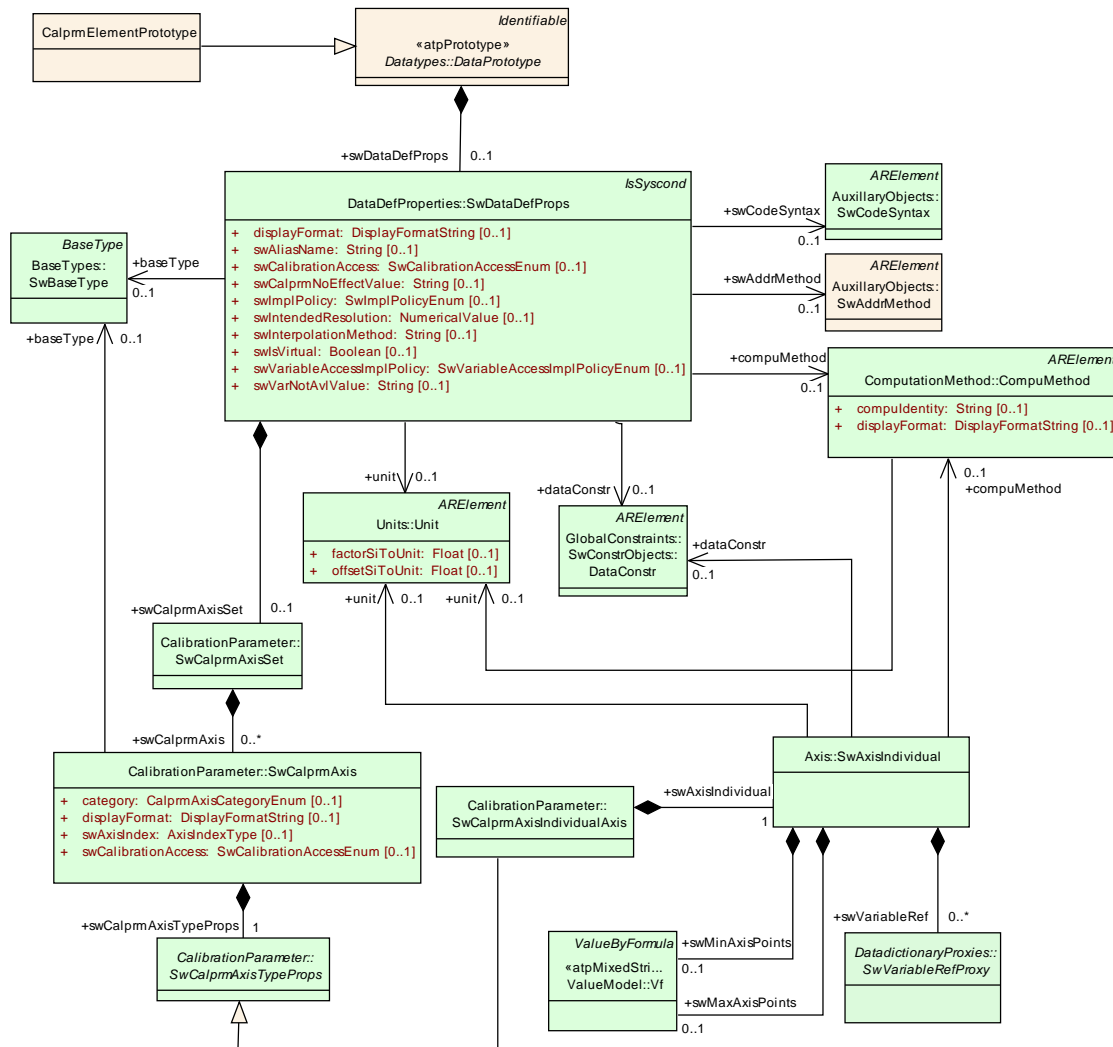 Identifiable
CalprmElementPrototype
«atpPrototype»
Datatypes::DataPrototype
+swDataDefProps
0..1
IsSyscond
DataDefProperties::SwDataDefProps
+ displayFormat: DisplayFormatString [0..1]
+ swAliasName: String [0..1]
+ swCalibrationAccess: SwCalibrationAccessEnum [0..1]
+ swCalprmNoEffectValue: String [0..1]
+ swImplPolicy: SwImplPolicyEnum [0..1]
+ swIntendedResolution: NumericalValue [0..1]
+ swInterpolationMethod: String [0..1]
+ swIsVirtual: Boolean [0..1]
+ swVariableAccessImplPolicy: SwVariableAccessImplPolicyEnum [0..1]
+ swVarNotAvlValue: String [0..1]
+swCodeSyntax
0..1
ARElement
AuxillaryObjects::
SwCodeSyntax
+swAddrMethod
0..1
ARElement
AuxillaryObjects::
SwAddrMethod
BaseType
BaseTypes::
SwBaseType
+baseType
0..1
+baseType
0..1
+compuMethod
0..1
ARElement
ComputationMethod::CompuMethod
+ compuIdentity: String [0..1]
+ displayFormat: DisplayFormatString [0..1]
0..1
+compuMethod
+unit
0..1
+dataConstr
0..1
ARElement
Units::Unit
+ factorSiToUnit: Float [0..1]
+ offsetSiToUnit: Float [0..1]
ARElement
GlobalConstraints::
SwConstrObjects::
DataConstr
+dataConstr
0..1
+unit
0..1
+unit
0..1
+swCalprmAxisSet
0..1
CalibrationParameter::
SwCalprmAxisSet
+swCalprmAxis
0..*
CalibrationParameter::SwCalprmAxis
+ category: CalprmAxisCategoryEnum [0..1]
+ displayFormat: DisplayFormatString [0..1]
+ swAxisIndex: AxisIndexType [0..1]
+ swCalibrationAccess: SwCalibrationAccessEnum [0..1]
Axis::SwAxisIndividual
+swAxisIndividual
1
CalibrationParameter::
SwCalprmAxisIndividualAxis
+swCalprmAxisTypeProps
1
CalibrationParameter::
SwCalprmAxisTypeProps
+swVariableRef
0..*
ValueByFormula
«atpMixedStri...
ValueModel::Vf
+swMinAxisPoints
0..1
+swMaxAxisPoints
0..1
DatadictionaryProxies::
SwVariableRefProxy